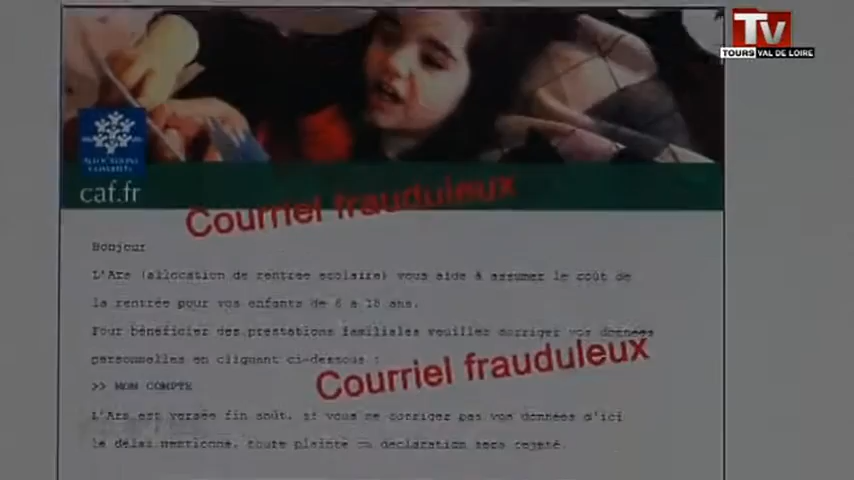 TV
TOURS VAL DE LOIRE
ALLOCATIONS
FAMILIALES
caf.fr
Courriel frauduleux
Bonjour
L'Ars (allocation de rentrée scolaire) vous aide à assumer le coût de
la rentrée pour vos enfants de 6 à 18 ans.
Pour bénéficier des prestations familiales veuillez corriger vos données
personnelles en cliquant ci-dessous :
>> MON COMPTE
Courriel frauduleux
L'Ars est versée fin août, si vous ne corriger pas vos données d'ici
le délai mentionné, toute plainte ou déclaration sera rejeté.